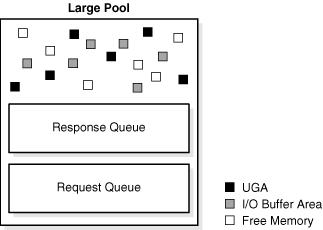 Large Pool
Response Queue
Request Queue
UGA
I/O Buffer Area
Free Memory